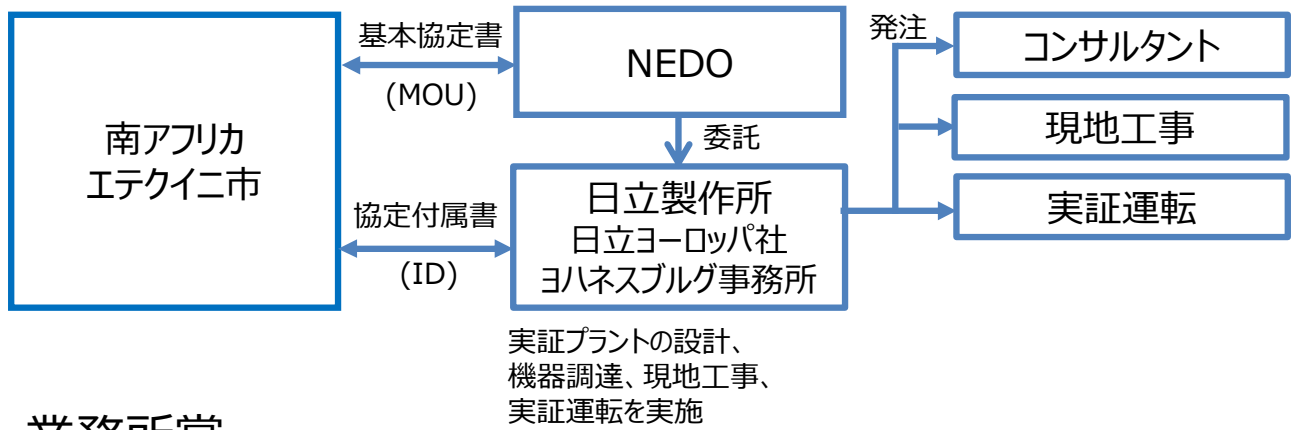 基本協定書
(MOU)
NEDO
発注
コンサルタント
現地工事
実証運転
南アフリカ
エテクイニ市
委託
協定付属書
(ID)
日立製作所
日立ヨーロッパ社
ヨハネスブルグ事務所
実証プラントの設計、
機器調達、現地工事、
実証運転を実施